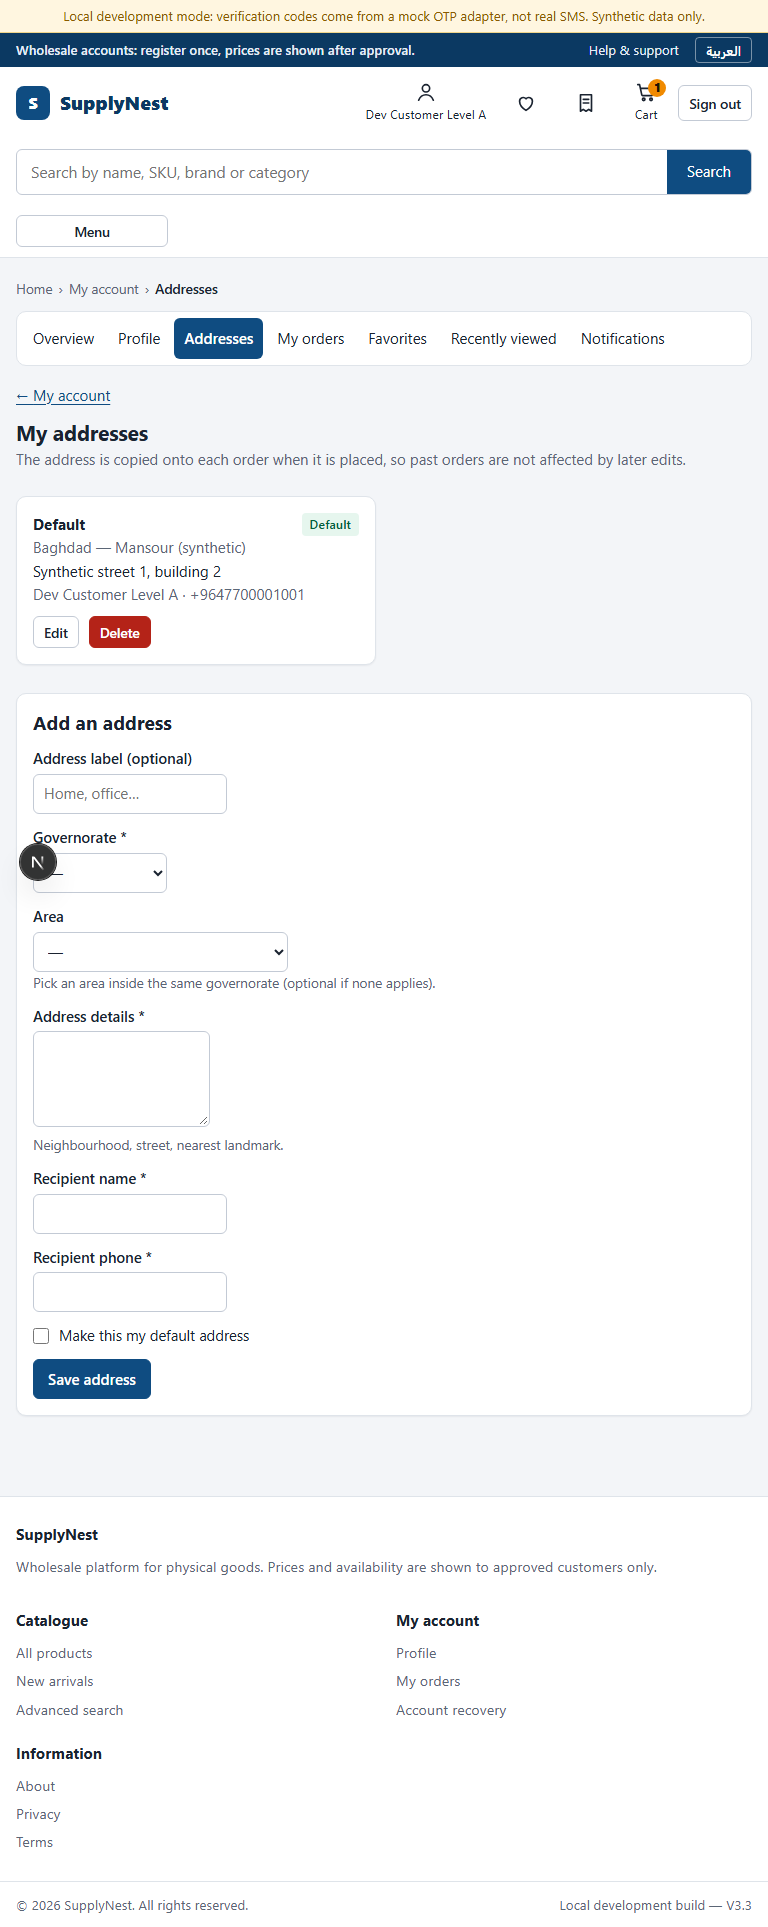 Local development mode: verification codes come from a mock OTP adapter, not real SMS. Synthetic data only.
Wholesale accounts: register once, prices are shown after approval.
Help & support
العربية
S
SupplyNest
Dev Customer Level A
1
Cart
Sign out
Search by name, SKU, brand or category
Search
Menu
Home › My account › Addresses
Overview
Profile
Addresses
My orders
Favorites
Recently viewed
Notifications
← My account
My addresses
The address is copied onto each order when it is placed, so past orders are not affected by later edits.
Default
Default
Baghdad — Mansour (synthetic)
Synthetic street 1, building 2
Dev Customer Level A · +9647700001001
Edit
Delete
Add an address
Address label (optional)
Home, office...
Governorate *
N
—
Area
—
Pick an area inside the same governorate (optional if none applies).
Address details *
Neighbourhood, street, nearest landmark.
Recipient name *
Recipient phone *
Make this my default address
Save address
SupplyNest
Wholesale platform for physical goods. Prices and availability are shown to approved customers only.
Catalogue
All products
New arrivals
Advanced search
My account
Profile
My orders
Account recovery
Information
About
Privacy
Terms
© 2026 SupplyNest. All rights reserved.
Local development build — V3.3